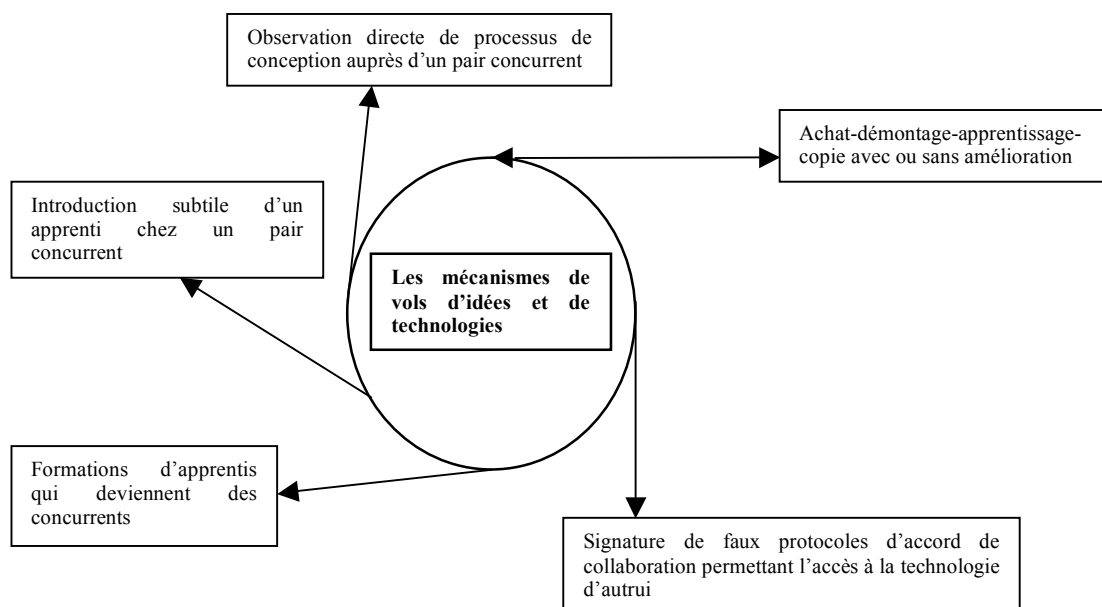 Observation directe de processus de
conception auprès d’un pair concurrent
Achat-démontage-apprentissage-
copie avec ou sans amélioration
Introduction subtile d’un
apprenti chez un pair
concurrent
Les mécanismes de
vols d’idées et de
technologies
Formations d’apprentis
qui deviennent des
concurrents
Signature de faux protocoles d’accord de
collaboration permettant l’accès à la technologie
d’autrui